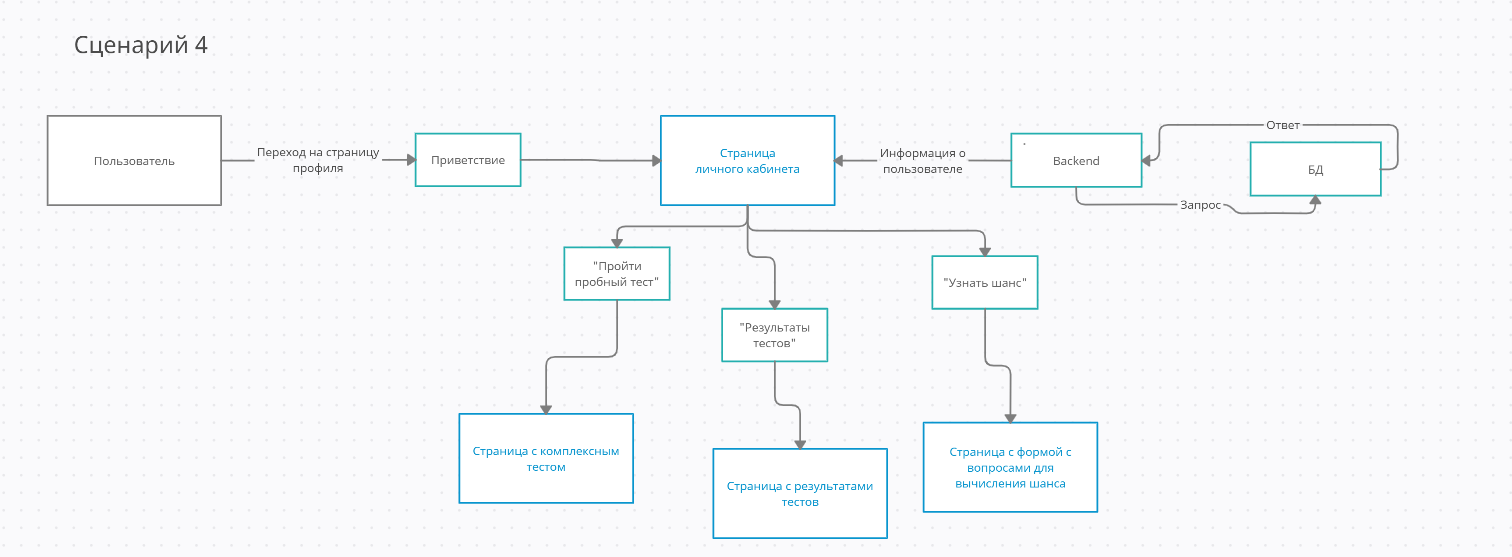 Сценарий 4
Пользователь
Переход на страницу
профиля
Приветствие
Страница
личного кабинета
Информация о
пользователе
Backend
Ответ
БД
Запрос
"Пройти
пробный тест"
"Результаты
тестов"
"Узнать шанс"
Страница с комплексным
тестом
Страница с результатами
тестов
Страница с формой с
вопросами для
вычисления шанса